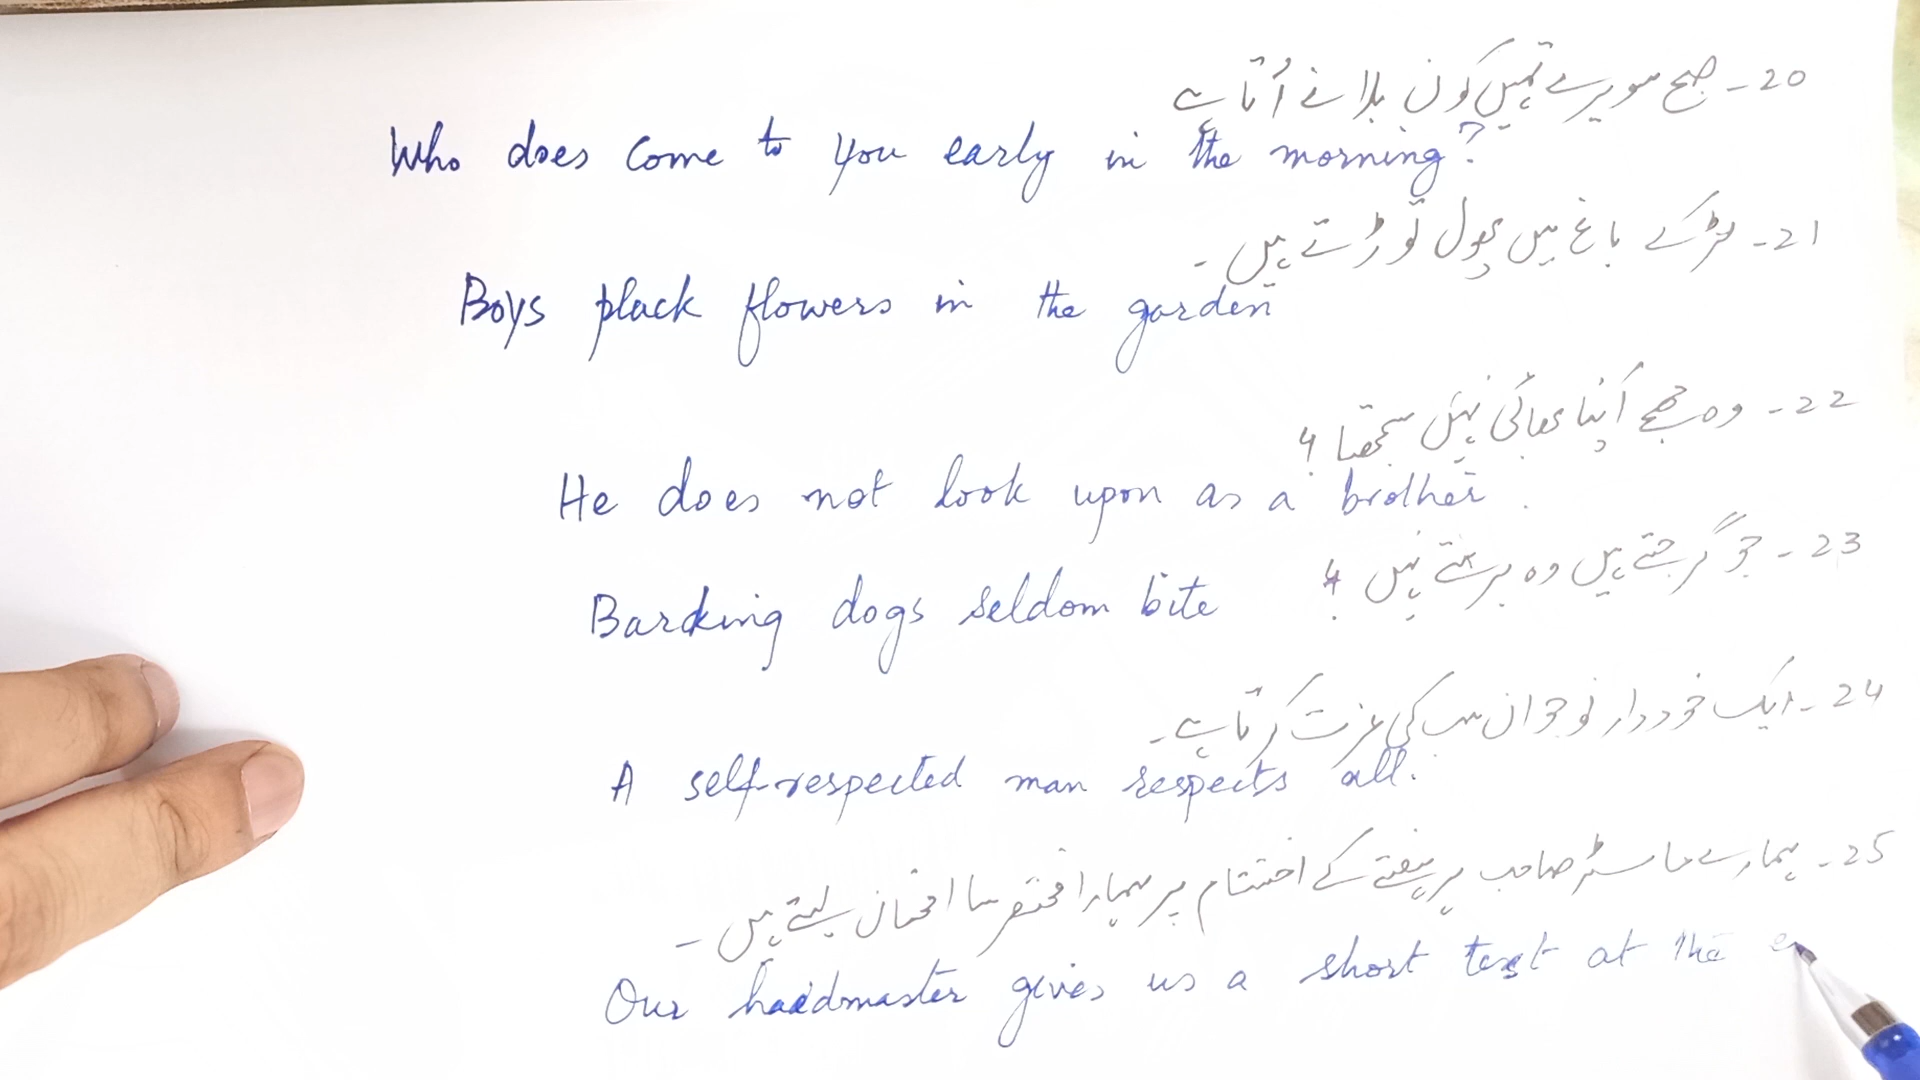 20- صبح سویرے تمہیں کون بلانے آتا ہے
Who does come to you early in the morning?
21- لڑکے باغ میں پھول توڑتے ہیں -
Boys pluck flowers in the garden
22- وہ مجھے اپنا بھائی نہیں سمجھتا ؟
He does not look upon as a brother.
23- جو گرجتے ہیں وہ برستے نہیں ؟
Barking dogs seldom bite
24- ایک خوددار نوجوان سب کی عزت کرتا ہے -
A self-respected man respects all.
25- ہمارے ماسٹر صاحب ہر ہفتے کے اختتام پر ہمارا مختصر سا امتحان لیتے ہیں -
Our headmaster gives us a short test at the